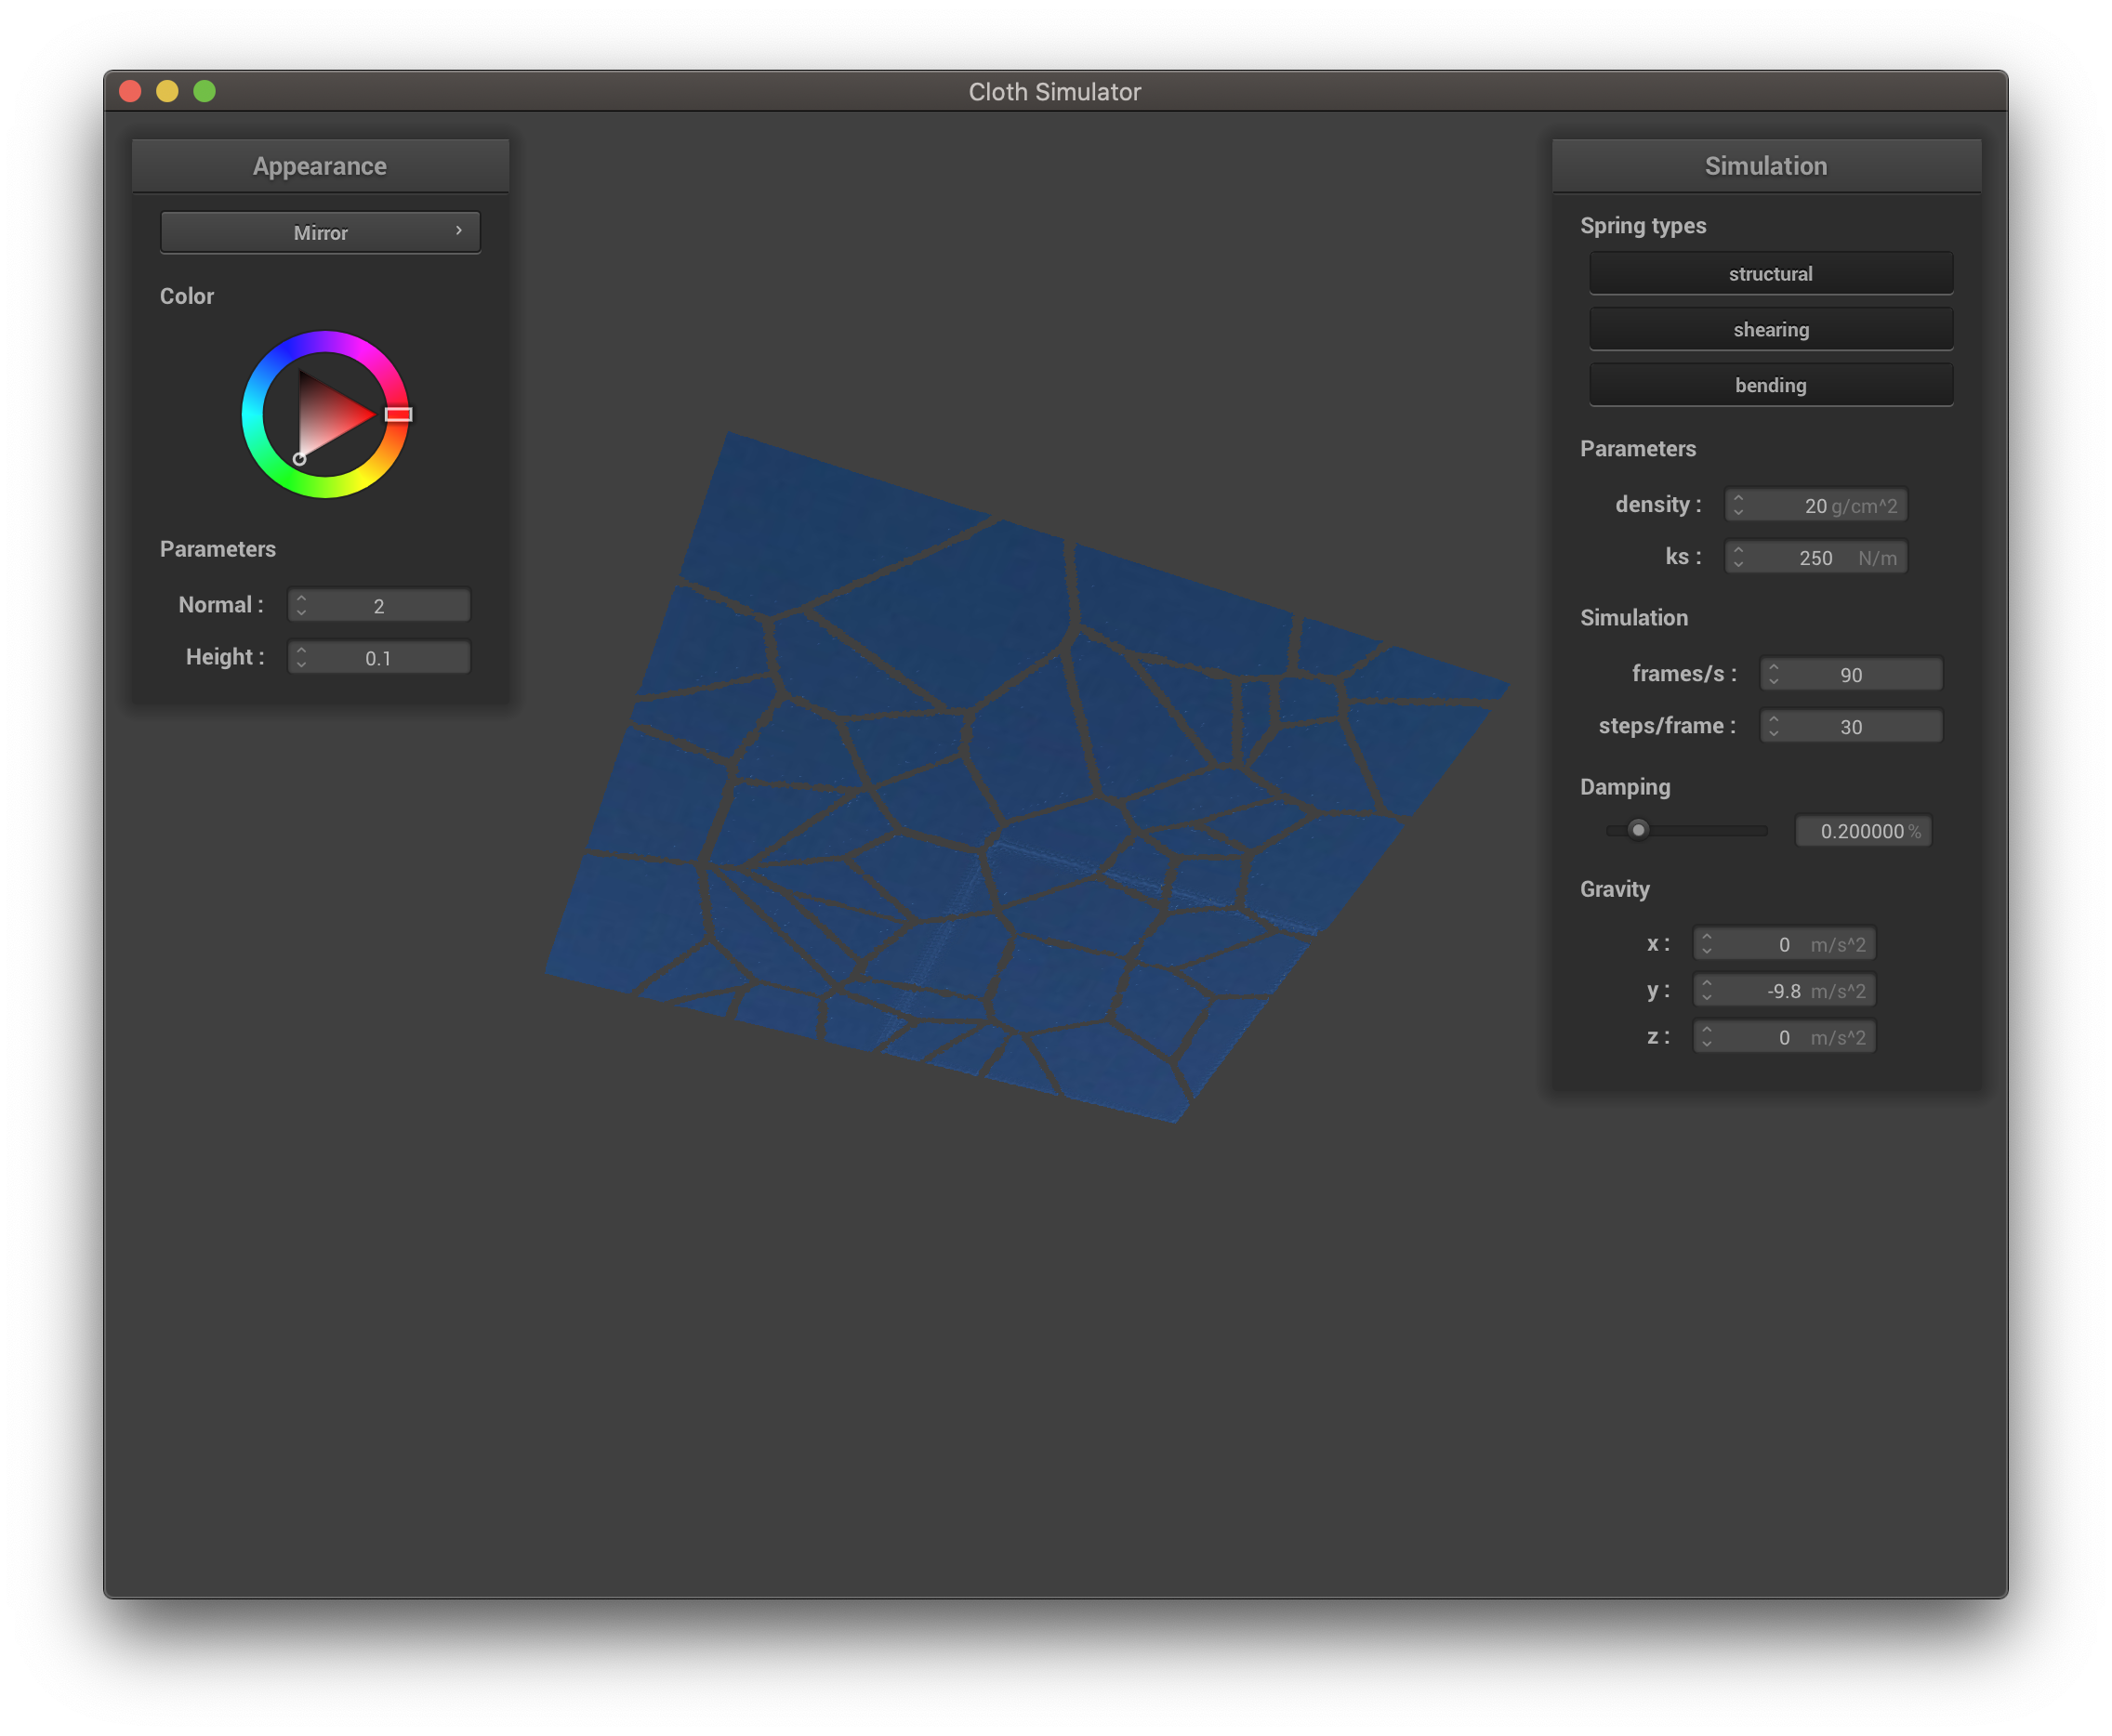 Cloth Simulator
Appearance
Mirror
Color
Parameters
Normal : 2
Height : 0.1
Simulation
Spring types
structural
shearing
bending
Parameters
density : 20 g/cm^2
ks : 250 N/m
Simulation
frames/s : 90
steps/frame : 30
Damping
0.200000 %
Gravity
x : 0 m/s^2
y : -9.8 m/s^2
z : 0 m/s^2